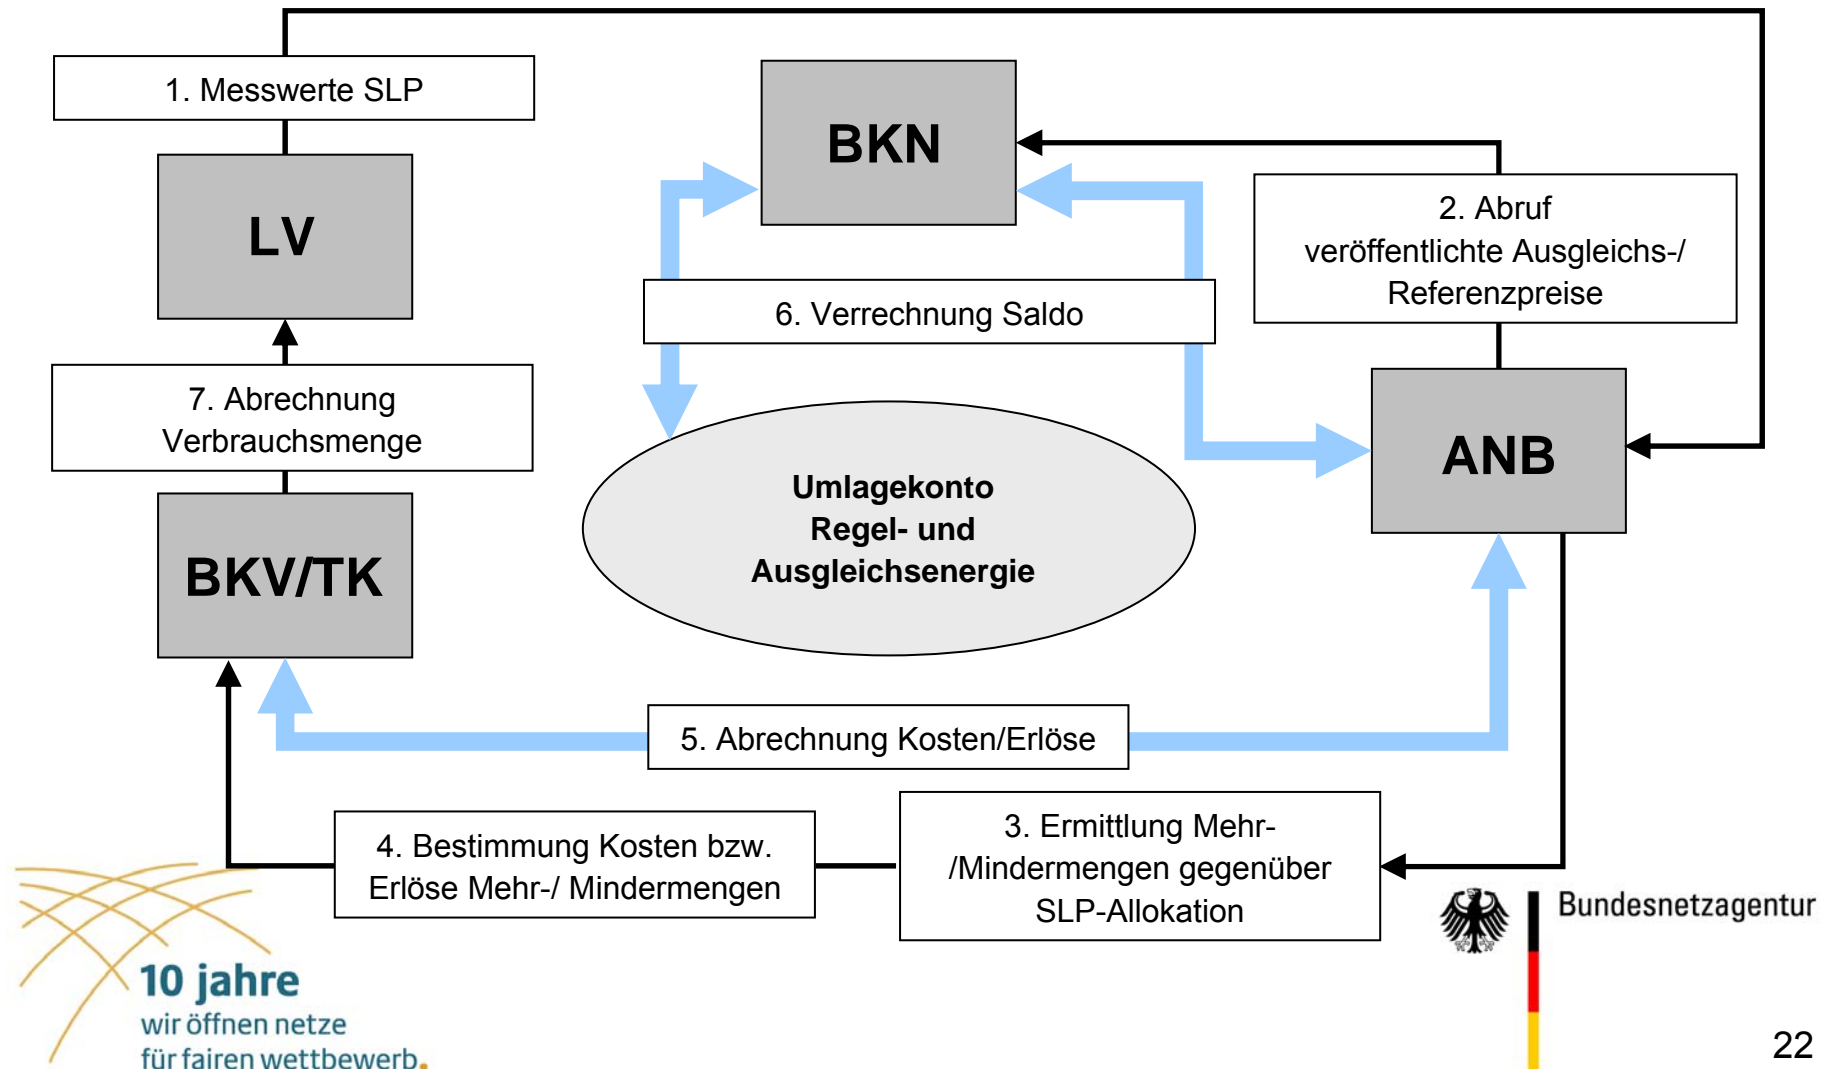 1. Messwerte SLP
BKN
LV
2. Abruf
veröffentlichte Ausgleichs-/
Referenzpreise
6. Verrechnung Saldo
7. Abrechnung
Verbrauchsmenge
ANB
Umlagekonto
Regel- und
Ausgleichsenergie
BKV/TK
5. Abrechnung Kosten/Erlöse
4. Bestimmung Kosten bzw.
Erlöse Mehr-/ Mindermengen
3. Ermittlung Mehr-
/Mindermengen gegenüber
SLP-Allokation
Bundesnetzagentur
10 jahre
wir öffnen netze
für fairen wettbewerb.
22